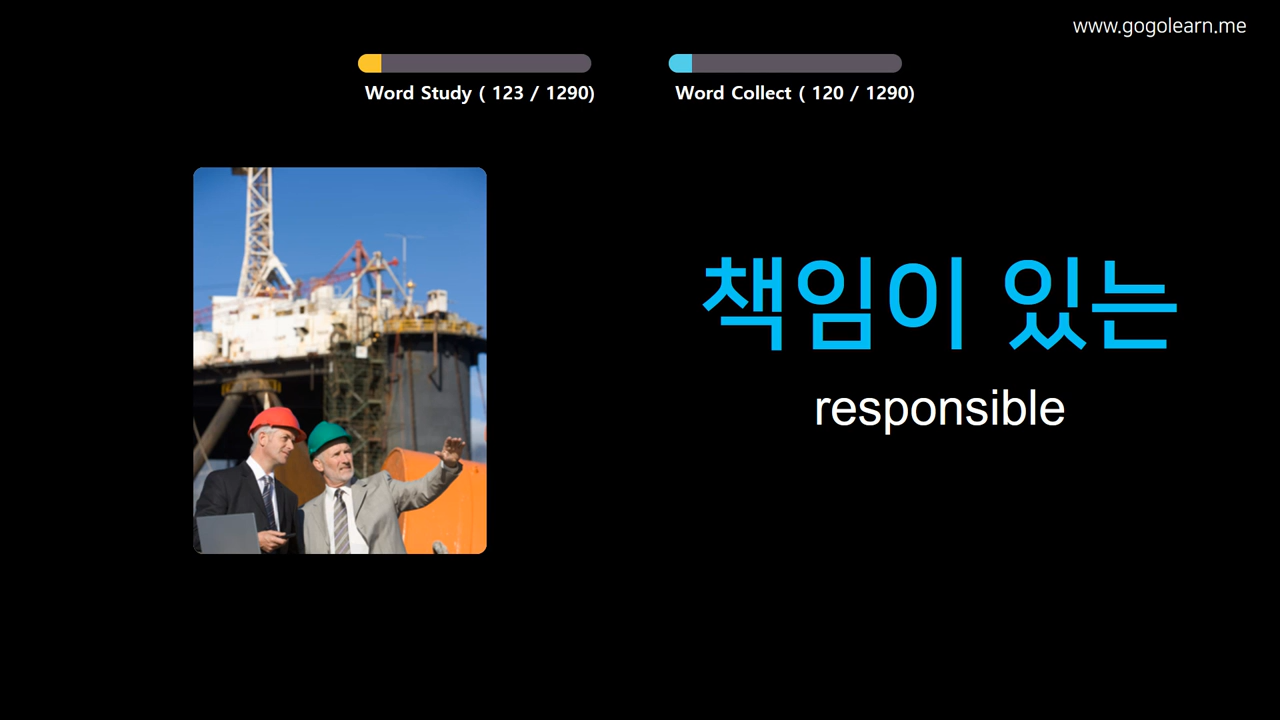 www.gogolearn.me
Word Study ( 123 / 1290)
Word Collect ( 120 / 1290)
책임이 있는
responsible